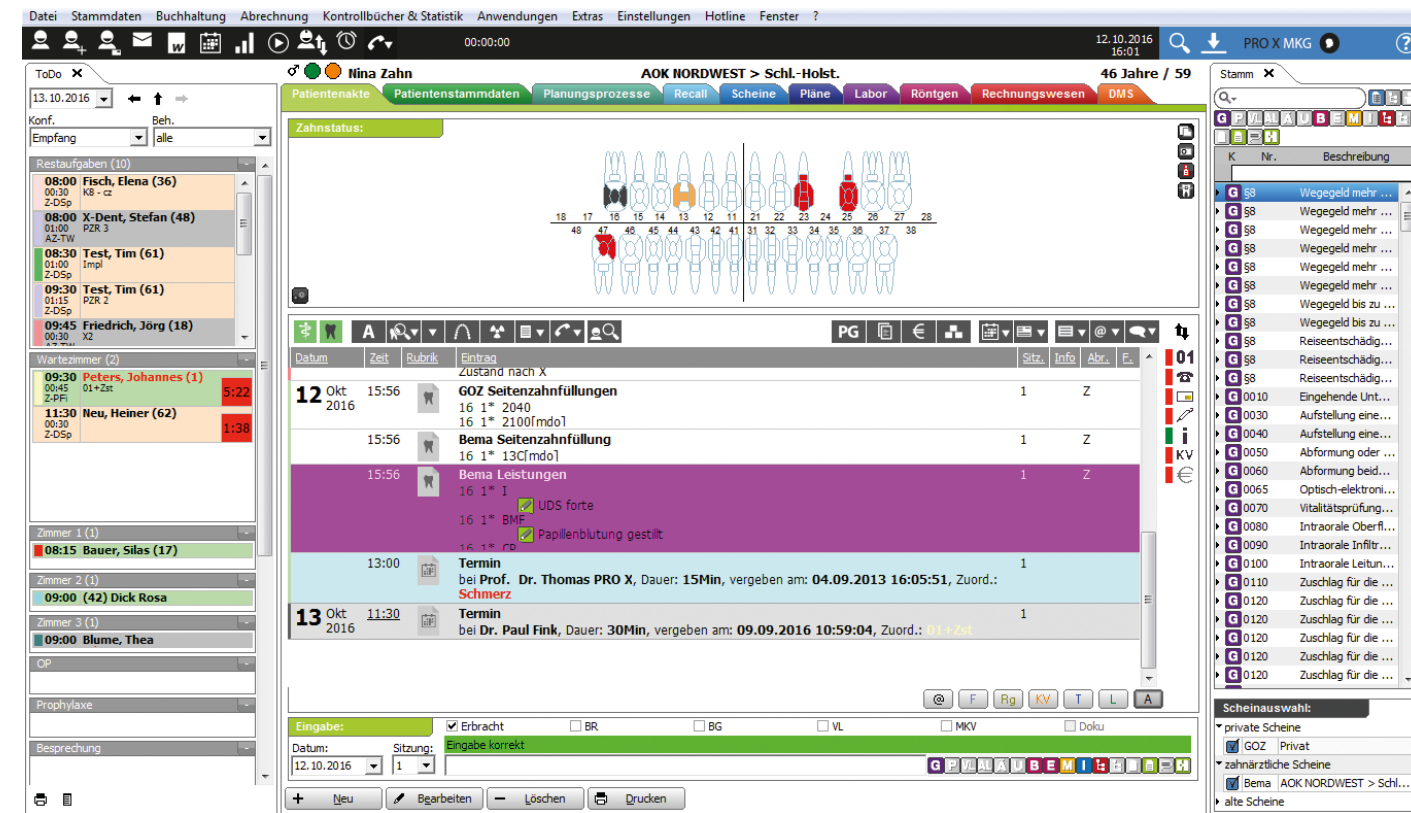 Datei Stammdaten Buchhaltung Abrechnung Kontrollbücher & Statistik Anwendungen Extras Einstellungen Hotline Fenster ?
00:00:00
12.10.2016
16:01
PRO X MKG
ToDo
13.10.2016
Konf. Beh.
Empfang alle
Restaufgaben (10)
08:00 Fisch, Elena (36)
00:30 K8 - cz
Z-DSp
08:00 X-Dent, Stefan (48)
01:00 PZR 3
AZ-TW
08:30 Test, Tim (61)
01:00 Impl
Z-DSp
09:30 Test, Tim (61)
01:15 PZR 2
Z-DSp
09:45 Friedrich, Jörg (18)
00:30 X2
Wartezimmer (2)
09:30 Peters, Johannes (1)
00:45 01+Zst 5:22
Z-PFi
11:30 Neu, Heiner (62)
00:30 1:38
Z-DSp
Zimmer 1 (1)
08:15 Bauer, Silas (17)
Zimmer 2 (1)
09:00 (42) Dick Rosa
Zimmer 3 (1)
09:00 Blume, Thea
OP
Prophylaxe
Besprechung
Nina Zahn AOK NORDWEST > Schl.-Holst. 46 Jahre / 59
Patientenakte Patientenstammdaten Planungsprozesse Recall Scheine Pläne Labor Röntgen Rechnungswesen DMS
Zahnstatus:
18 17 16 15 14 13 12 11 21 22 23 24 25 26 27 28
48 47 46 45 44 43 42 41 31 32 33 34 35 36 37 38
A PG € @
Datum Zeit Rubrik Eintrag Sitz. Info Abr. F.
Zustand nach X
12 Okt 2016 15:56 GOZ Seitenzahnfüllungen 1 Z
16 1* 2040
16 1* 2100[mdo]
15:56 Bema Seitenzahnfüllung 1 Z
16 1* 13C[mdo]
15:56 Bema Leistungen 1 Z
16 1* I
UDS forte
16 1* BMF
Papillenblutung gestillt
16 1* CP
13:00 Termin 1
bei Prof. Dr. Thomas PRO X, Dauer: 15Min, vergeben am: 04.09.2013 16:05:51, Zuord.:
Schmerz
13 Okt 2016 11:30 Termin 1
bei Dr. Paul Fink, Dauer: 30Min, vergeben am: 09.09.2016 10:59:04, Zuord.: 01+Zst
01
i
KV
€
@ F Rg KV T L A
Eingabe: Erbracht BR BG VL MKV Doku
Datum: Sitzung: Eingabe korrekt
12.10.2016 1
+ Neu Bearbeiten − Löschen Drucken
Stamm
K Nr. Beschreibung
G §8 Wegegeld mehr ...
G §8 Wegegeld mehr ...
G §8 Wegegeld mehr ...
G §8 Wegegeld mehr ...
G §8 Wegegeld mehr ...
G §8 Wegegeld mehr ...
G §8 Wegegeld bis zu ...
G §8 Wegegeld bis zu ...
G §8 Reiseentschädig...
G §8 Reiseentschädig...
G §8 Reiseentschädig...
G 0010 Eingehende Unt...
G 0030 Aufstellung eine...
G 0040 Aufstellung eine...
G 0050 Abformung oder ...
G 0060 Abformung beid...
G 0065 Optisch-elektroni...
G 0070 Vitalitätsprüfung...
G 0080 Intraorale Oberfl...
G 0090 Intraorale Infiltr...
G 0100 Intraorale Leitun...
G 0110 Zuschlag für die ...
G 0120 Zuschlag für die ...
G 0120 Zuschlag für die ...
G 0120 Zuschlag für die ...
G 0120 Zuschlag für die ...
G 0120 Zuschlag für die ...
Scheinauswahl:
private Scheine
GOZ Privat
zahnärztliche Scheine
Bema AOK NORDWEST > Schl...
alte Scheine